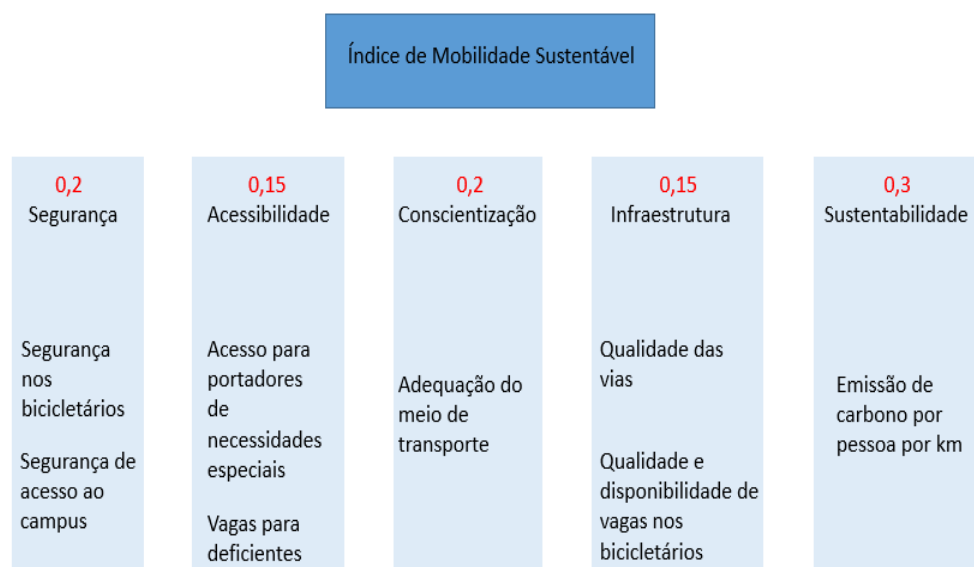 Índice de Mobilidade Sustentável
0,2
Segurança
Segurança
nos
bicicletários
Segurança de
acesso ao
campus
0,15
Acessibilidade
Acesso para
portadores
de
necessidades
especiais
Vagas para
deficientes
0,2
Conscientização
Adequação do
meio de
transporte
0,15
Infraestrutura
Qualidade das
vias
Qualidade e
disponibilidade de
vagas nos
bicicletários
0,3
Sustentabilidade
Emissão de
carbono por
pessoa por km